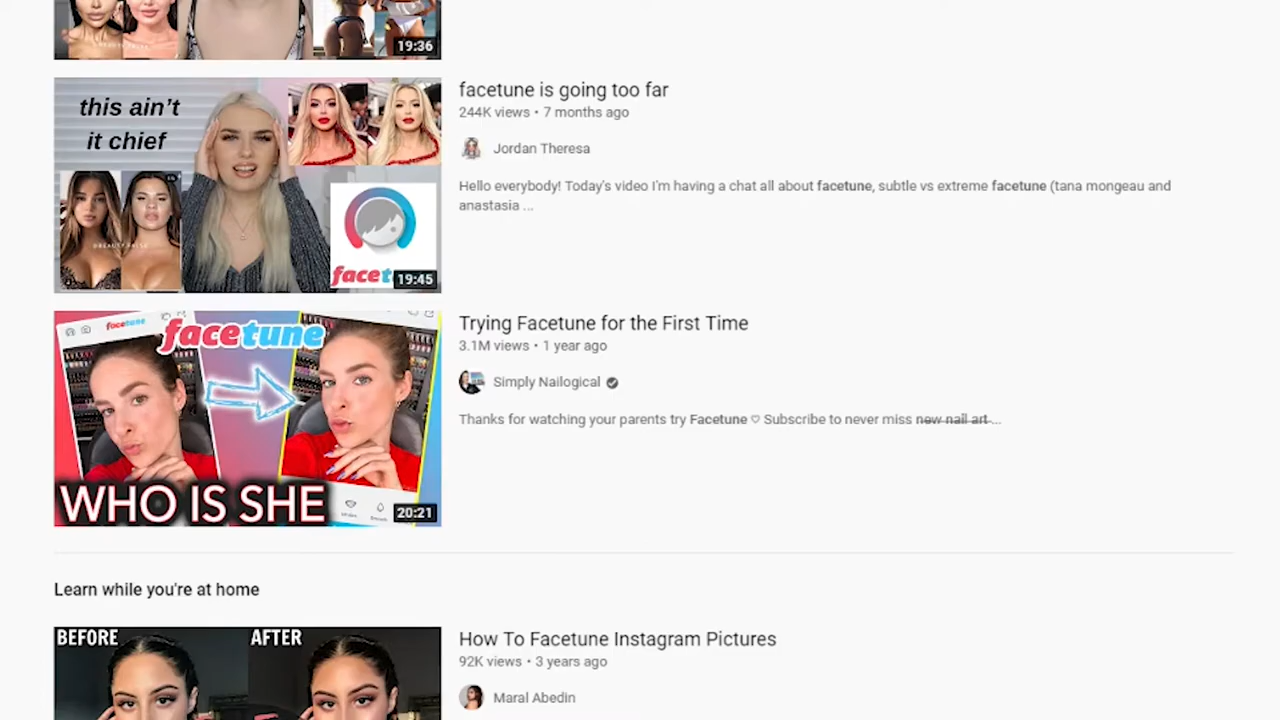 19:36
this ain't
it chief
facetune is going too far
244K views • 7 months ago
Jordan Theresa
Hello everybody! Today's video I'm having a chat all about facetune, subtle vs extreme facetune (tana mongeau and
anastasia ...
BEAUTY.FALSE
facet
19:45
facetune
facetune
WHO IS SHE
20:21
Trying Facetune for the First Time
3.1M views • 1 year ago
Simply Nailogical
Thanks for watching your parents try Facetune ♡ Subscribe to never miss new nail art ...
Learn while you're at home
BEFORE
AFTER
How To Facetune Instagram Pictures
92K views • 3 years ago
Maral Abedin